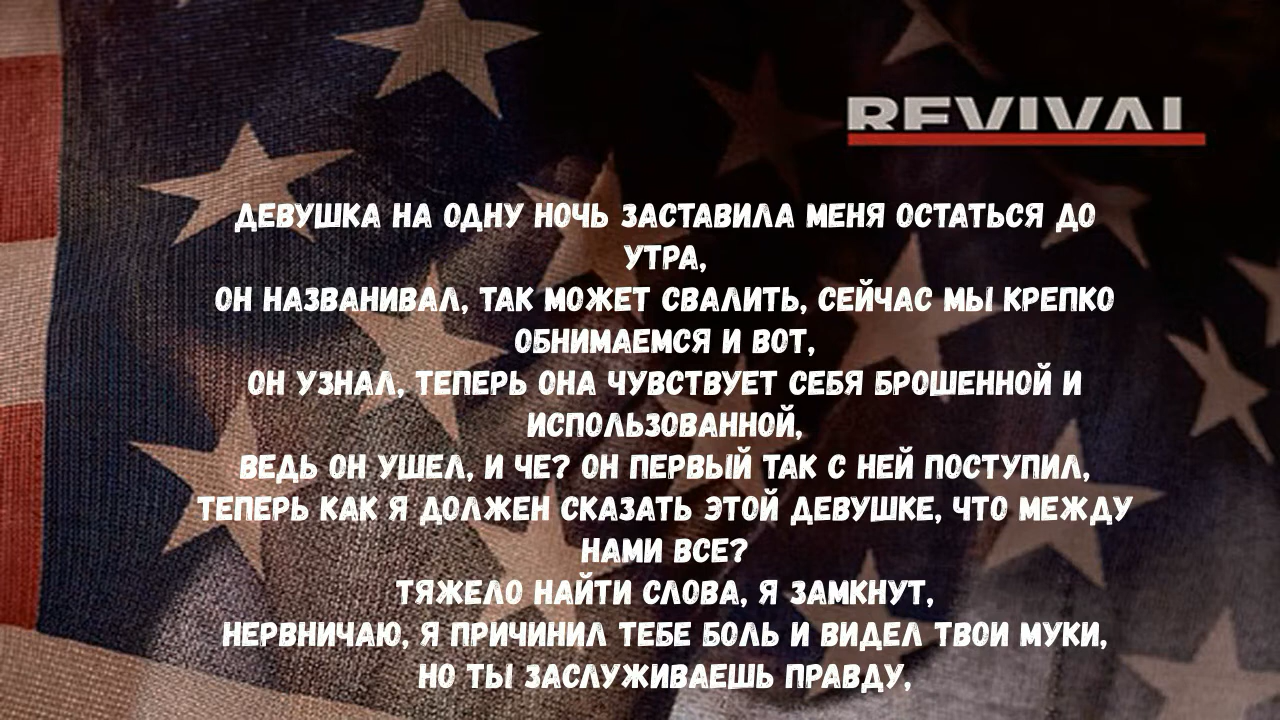 REVIVAL
ДЕВУШКА НА ОДНУ НОЧЬ ЗАСТАВИЛА МЕНЯ ОСТАТЬСЯ ДО
УТРА,
ОН НАЗВАНИВАЛ, ТАК МОЖЕТ СВАЛИТЬ, СЕЙЧАС МЫ КРЕПКО
ОБНИМАЕМСЯ И ВОТ,
ОН УЗНАЛ, ТЕПЕРЬ ОНА ЧУВСТВУЕТ СЕБЯ БРОШЕННОЙ И
ИСПОЛЬЗОВАННОЙ,
ВЕДЬ ОН УШЕЛ, И ЧЕ? ОН ПЕРВЫЙ ТАК С НЕЙ ПОСТУПИЛ,
ТЕПЕРЬ КАК Я ДОЛЖЕН СКАЗАТЬ ЭТОЙ ДЕВУШКЕ, ЧТО МЕЖДУ
НАМИ ВСЕ?
ТЯЖЕЛО НАЙТИ СЛОВА, Я ЗАМКНУТ,
НЕРВНИЧАЮ, Я ПРИЧИНИЛ ТЕБЕ БОЛЬ И ВИДЕЛ ТВОИ МУКИ,
НО ТЫ ЗАСЛУЖИВАЕШЬ ПРАВДУ,